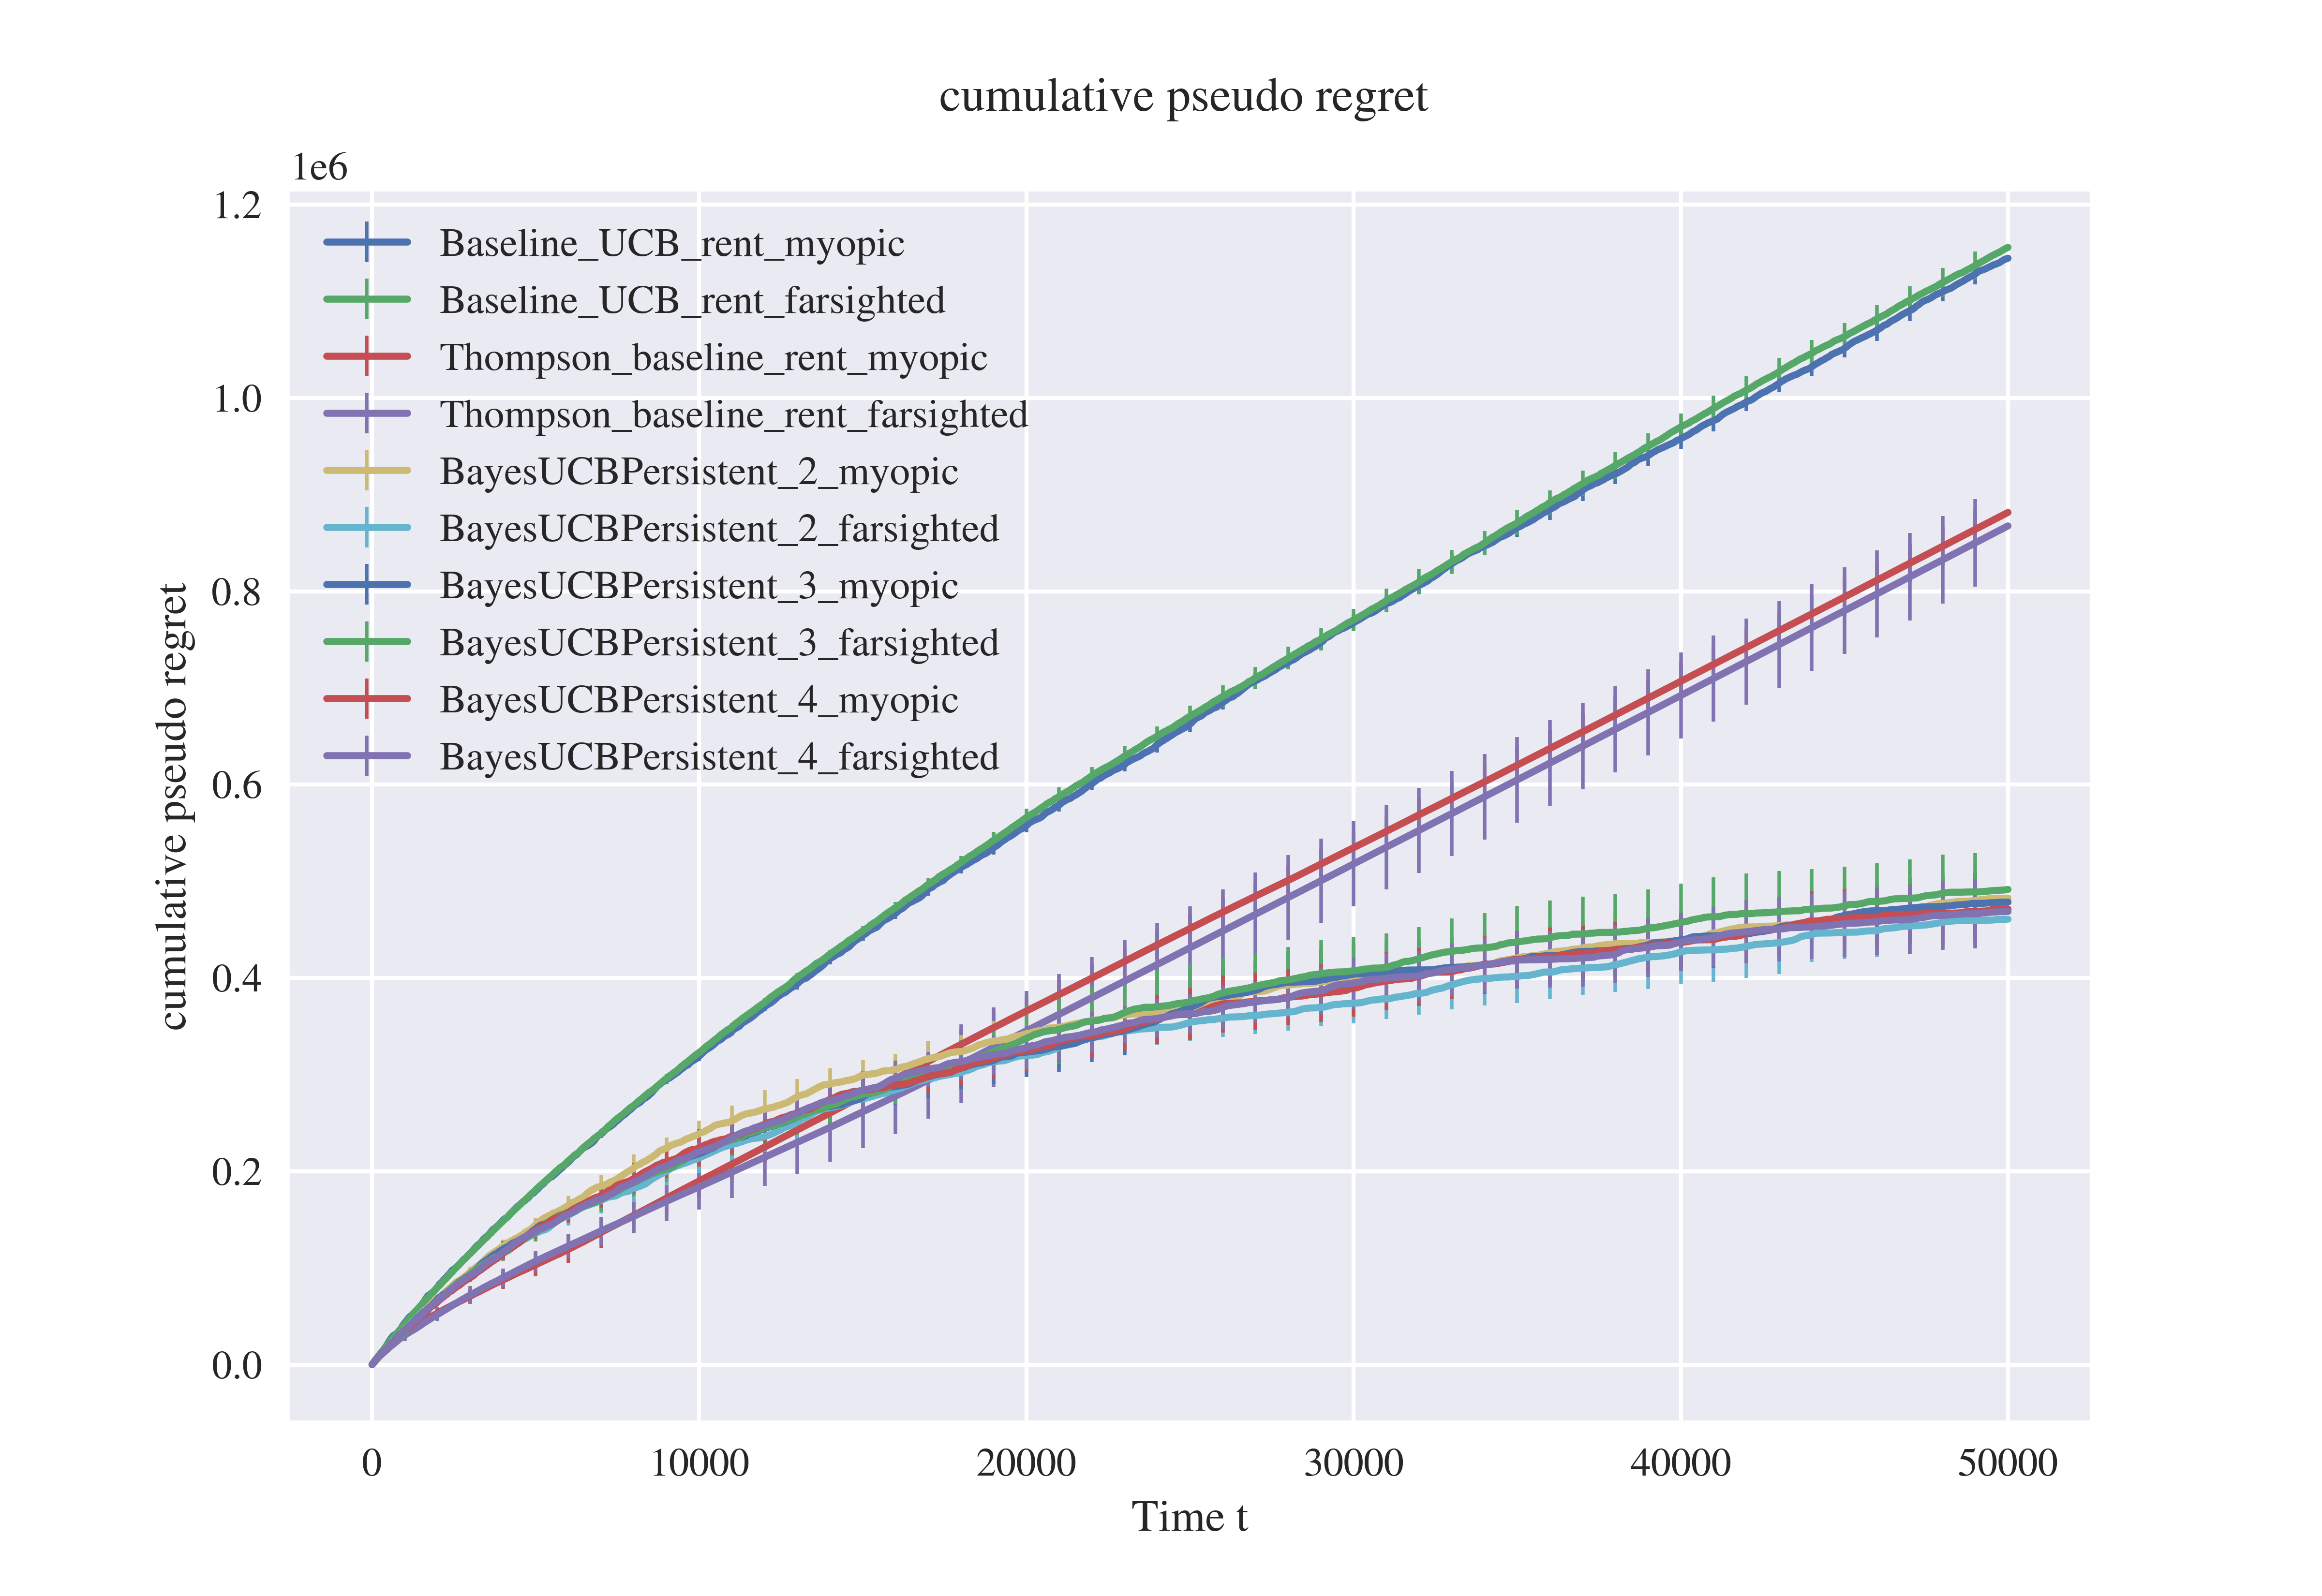 cumulative pseudo regret
1e6
1.2
1.0
0.8
0.6
0.4
0.2
0.0
cumulative pseudo regret
Baseline_UCB_rent_myopic
Baseline_UCB_rent_farsighted
Thompson_baseline_rent_myopic
Thompson_baseline_rent_farsighted
BayesUCBPersistent_2_myopic
BayesUCBPersistent_2_farsighted
BayesUCBPersistent_3_myopic
BayesUCBPersistent_3_farsighted
BayesUCBPersistent_4_myopic
BayesUCBPersistent_4_farsighted
0 10000 20000 30000 40000 50000
Time t